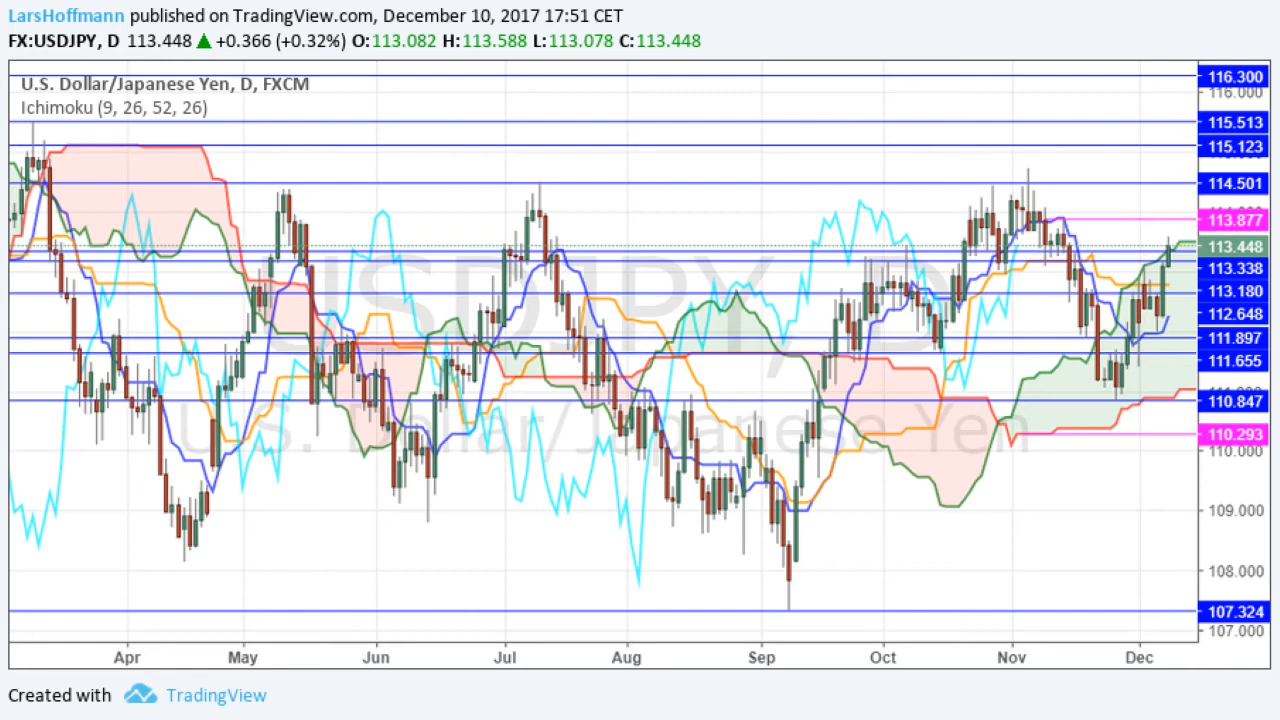 LarsHoffmann published on TradingView.com, December 10, 2017 17:51 CET
FX:USDJPY, D 113.448 ▲ +0.366 (+0.32%) O:113.082 H:113.588 L:113.078 C:113.448
U.S. Dollar/Japanese Yen, D, FXCM
Ichimoku (9, 26, 52, 26)
USDJPY, D
U.S. Dollar/Japanese Yen
116.300
116.000
115.513
115.123
114.501
113.877
113.448
113.338
113.180
112.648
111.897
111.655
110.847
110.293
110.000
109.000
108.000
107.324
107.000
Apr May Jun Jul Aug Sep Oct Nov Dec
Created with TradingView